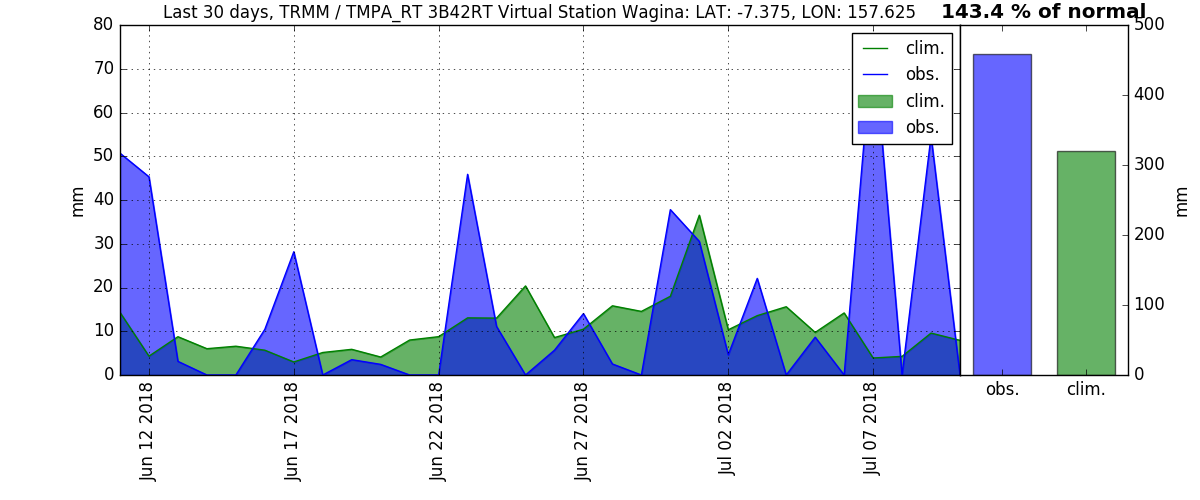 Last 30 days, TRMM / TMPA_RT 3B42RT Virtual Station Wagina: LAT: -7.375, LON: 157.625
143.4 % of normal
80
70
60
50
40
30
20
10
0
mm
clim.
obs.
clim.
obs.
500
400
300
200
100
0
mm
Jun 12 2018
Jun 17 2018
Jun 22 2018
Jun 27 2018
Jul 02 2018
Jul 07 2018
obs.
clim.